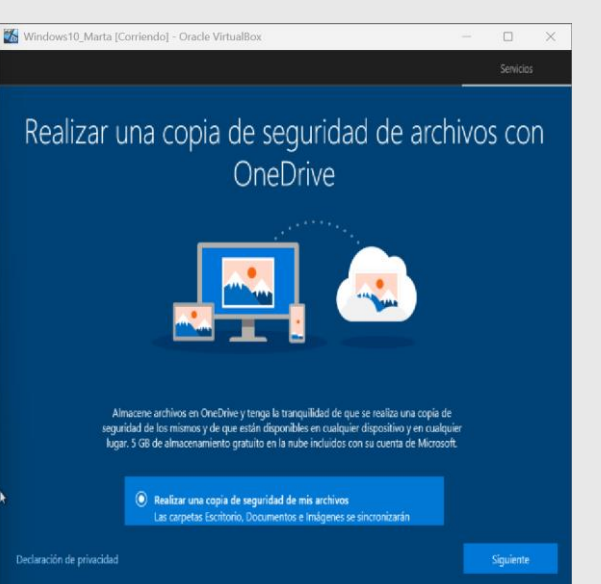 Windows10_Marta [Corriendo] - Oracle VirtualBox
Servicios
Realizar una copia de seguridad de archivos con
OneDrive
Almacene archivos en OneDrive y tenga la tranquilidad de que se realiza una copia de
seguridad de los mismos y de que están disponibles en cualquier dispositivo y en cualquier
lugar. 5 GB de almacenamiento gratuito en la nube incluidos con su cuenta de Microsoft.
Realizar una copia de seguridad de mis archivos
Las carpetas Escritorio, Documentos e Imágenes se sincronizarán
Declaración de privacidad
Siguiente